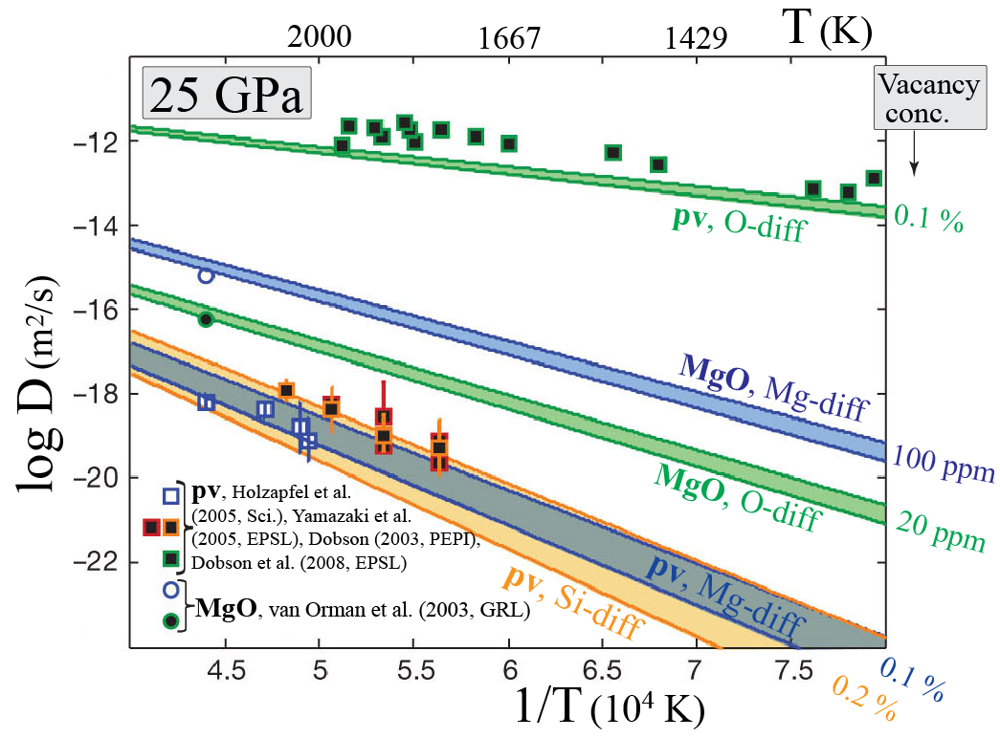 2000 1667 1429 T (K)
25 GPa
Vacancy
conc.
−12
−14
−16
−18
−20
−22
log D (m²/s)
pv, O-diff
0.1 %
MgO, Mg-diff
100 ppm
MgO, O-diff
20 ppm
pv, Mg-diff
0.1 %
pv, Si-diff
0.2 %
pv, Holzapfel et al.
(2005, Sci.), Yamazaki et al.
(2005, EPSL), Dobson (2003, PEPI),
Dobson et al. (2008, EPSL)
MgO, van Orman et al. (2003, GRL)
4.5 5 5.5 6 6.5 7 7.5
1/T (10⁴ K)